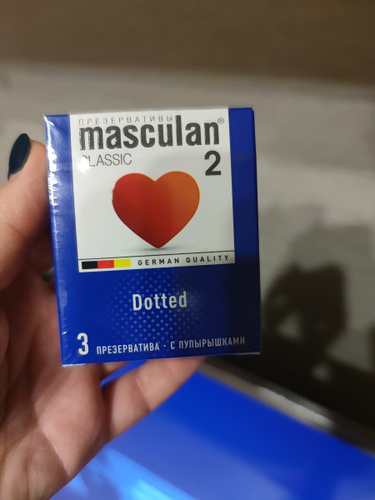 ПРЕЗЕРВАТИВЫ
masculan®
CLASSIC 2
GERMAN QUALITY
Dotted
3 ПРЕЗЕРВАТИВА · С ПУПЫРЫШКАМИ